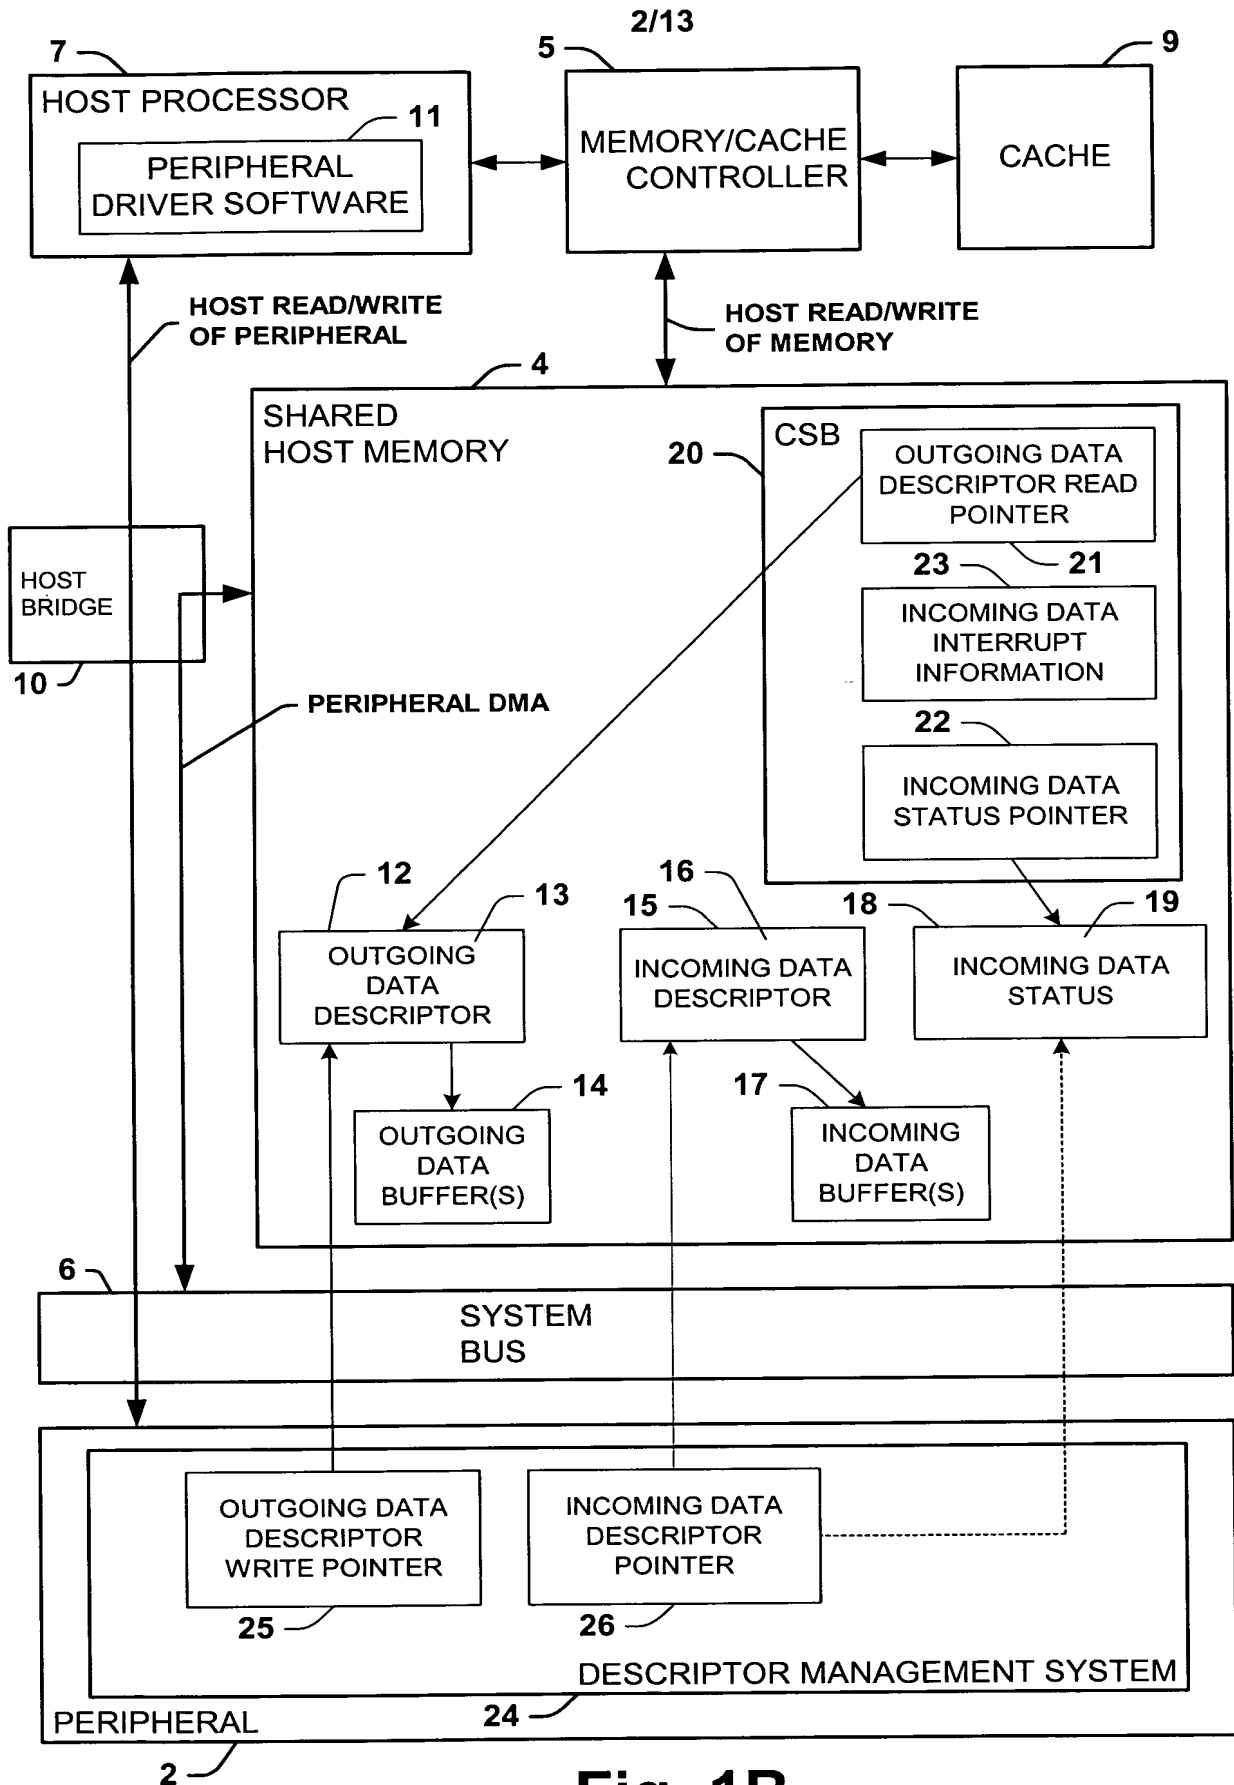 2/13
7
5
9
HOST PROCESSOR
11
PERIPHERAL
DRIVER SOFTWARE
MEMORY/CACHE
CONTROLLER
CACHE
HOST READ/WRITE
OF PERIPHERAL
HOST READ/WRITE
OF MEMORY
4
SHARED
HOST MEMORY
20
CSB
OUTGOING DATA
DESCRIPTOR READ
POINTER
21
23
INCOMING DATA
INTERRUPT
INFORMATION
HOST
BRIDGE
10
PERIPHERAL DMA
22
INCOMING DATA
STATUS POINTER
12
13
16
15
18
19
OUTGOING
DATA
DESCRIPTOR
INCOMING DATA
DESCRIPTOR
INCOMING DATA
STATUS
14
17
OUTGOING
DATA
BUFFER(S)
INCOMING
DATA
BUFFER(S)
6
SYSTEM
BUS
OUTGOING DATA
DESCRIPTOR
WRITE POINTER
25
INCOMING DATA
DESCRIPTOR
POINTER
26
DESCRIPTOR MANAGEMENT SYSTEM
24
PERIPHERAL
2
Fig. 1B